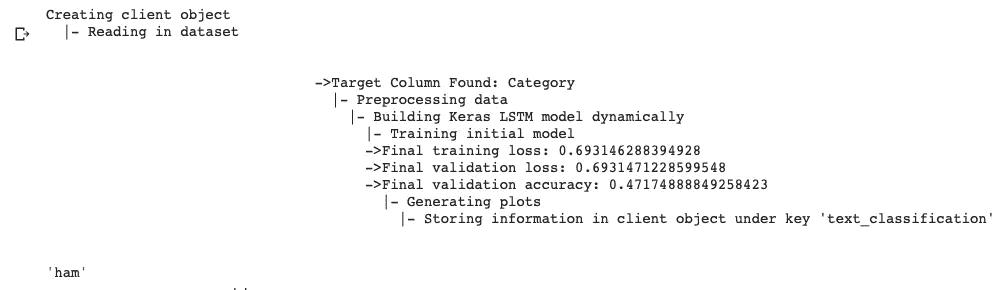 Creating client object
|- Reading in dataset
->Target Column Found: Category
|- Preprocessing data
|- Building Keras LSTM model dynamically
|- Training initial model
->Final training loss: 0.693146288394928
->Final validation loss: 0.6931471228599548
->Final validation accuracy: 0.47174888849258423
|- Generating plots
|- Storing information in client object under key 'text_classification'
'ham'